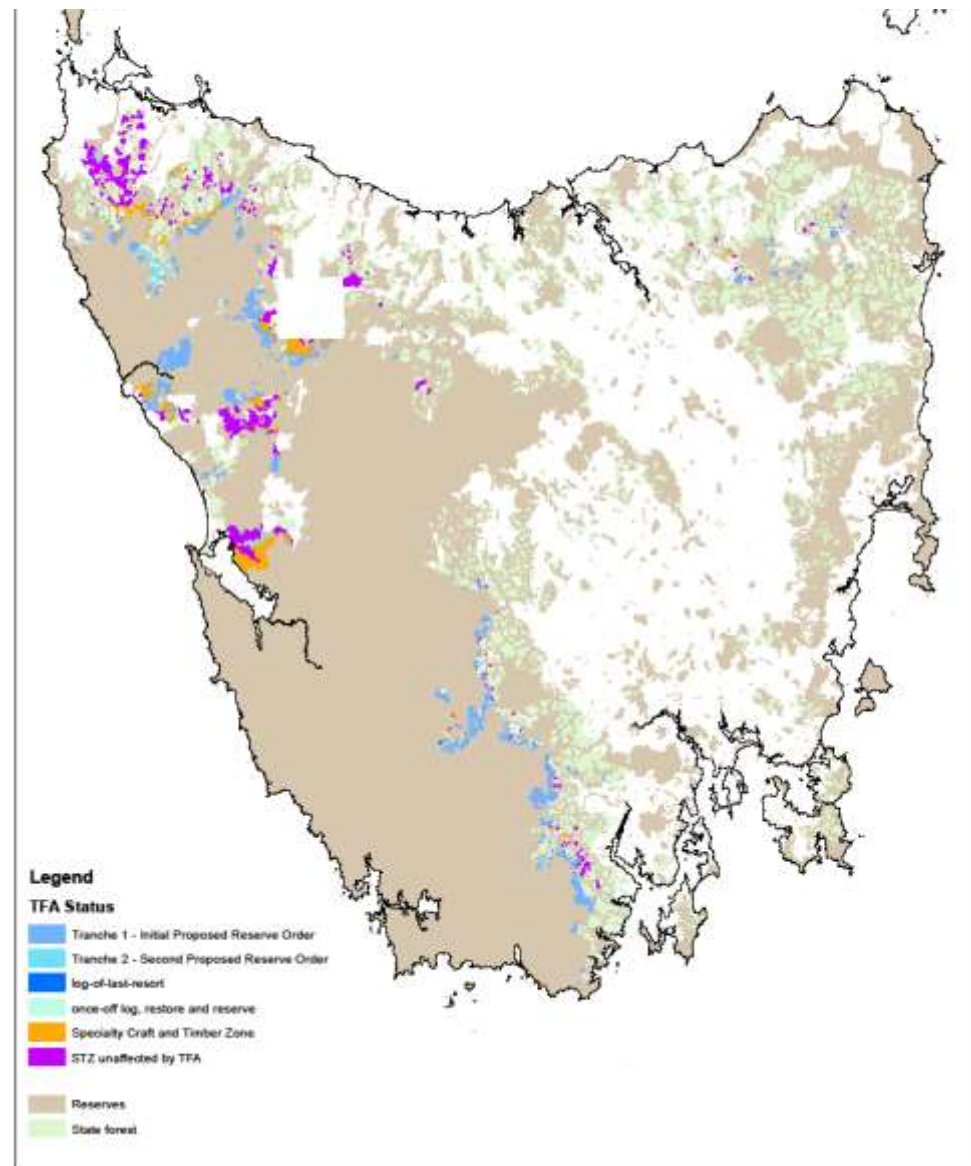 Legend
TFA Status
Tranche 1 - Initial Proposed Reserve Order
Tranche 2 - Second Proposed Reserve Order
log-of-last-resort
once-off log, restore and reserve
Specialty Craft and Timber Zone
STZ unaffected by TFA
Reserves
State forest